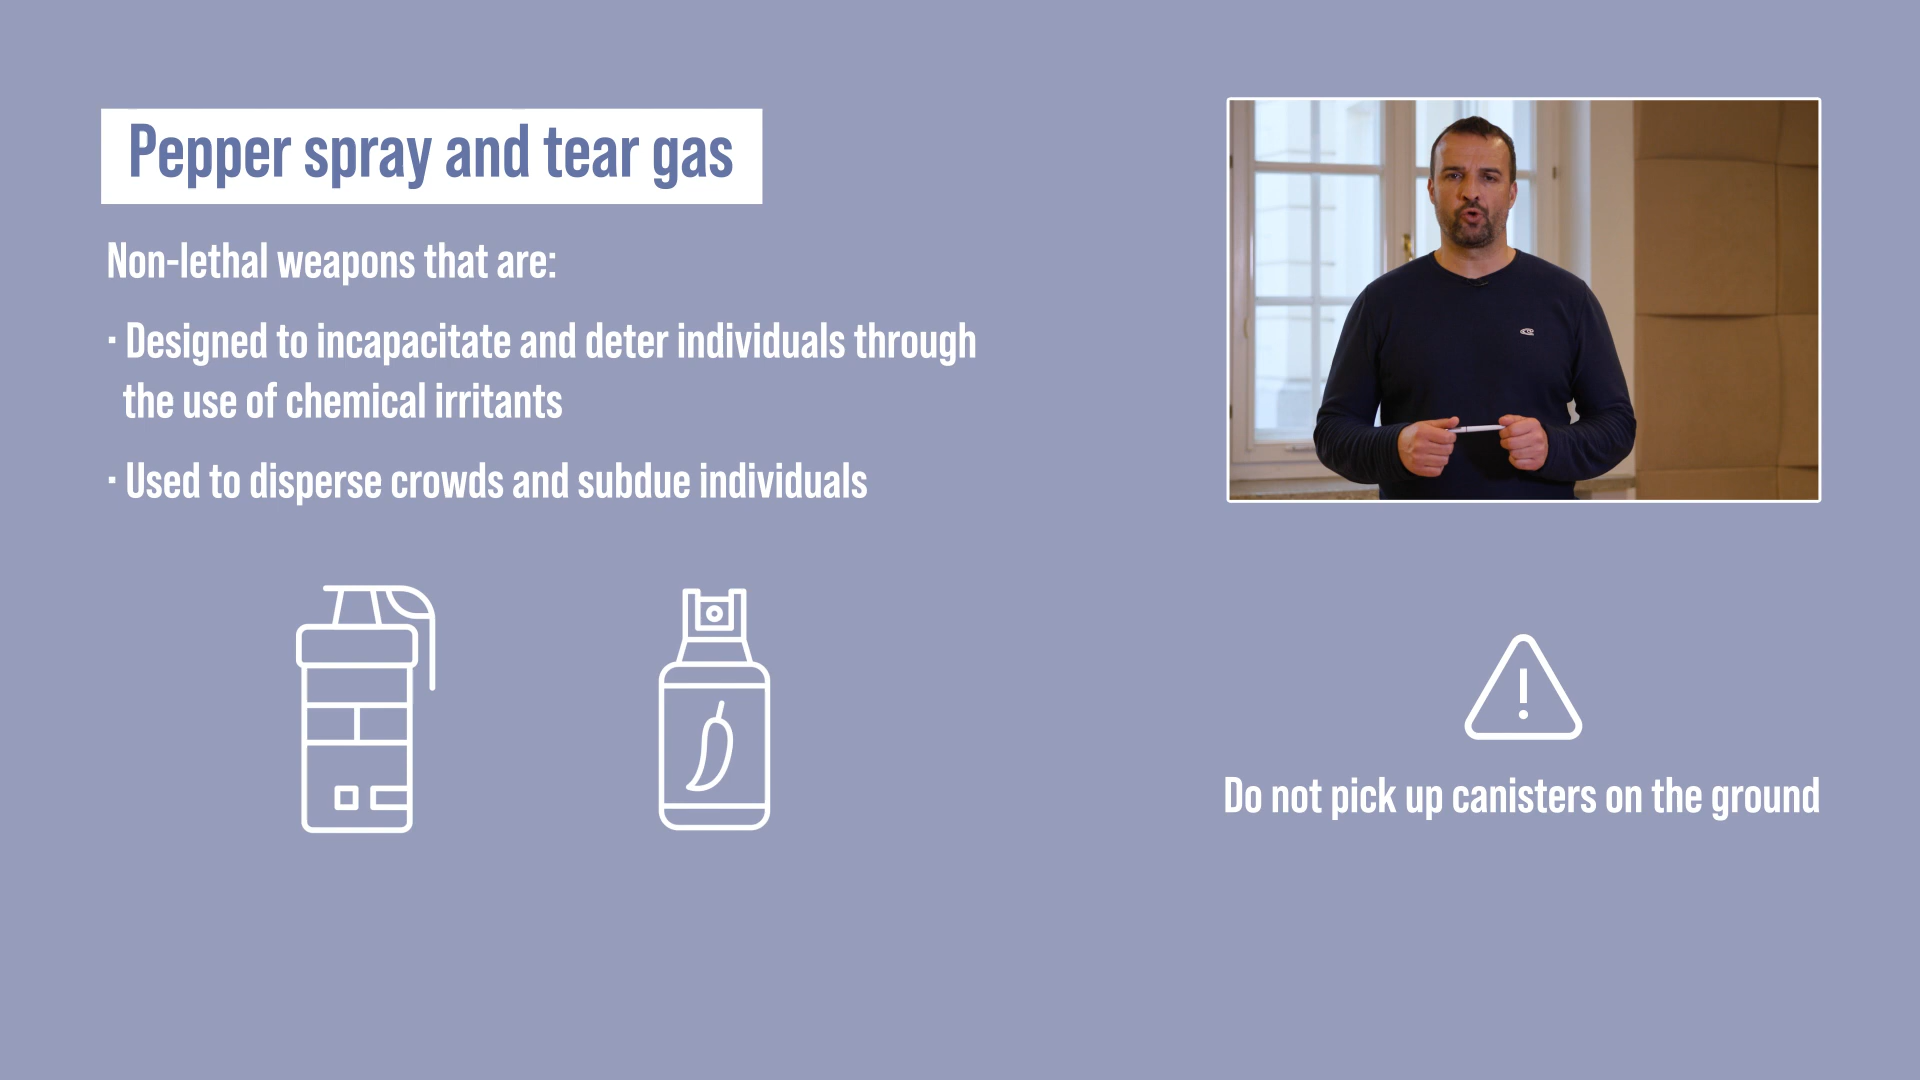 Pepper spray and tear gas
Non-lethal weapons that are:
· Designed to incapacitate and deter individuals through
the use of chemical irritants
· Used to disperse crowds and subdue individuals
!
Do not pick up canisters on the ground